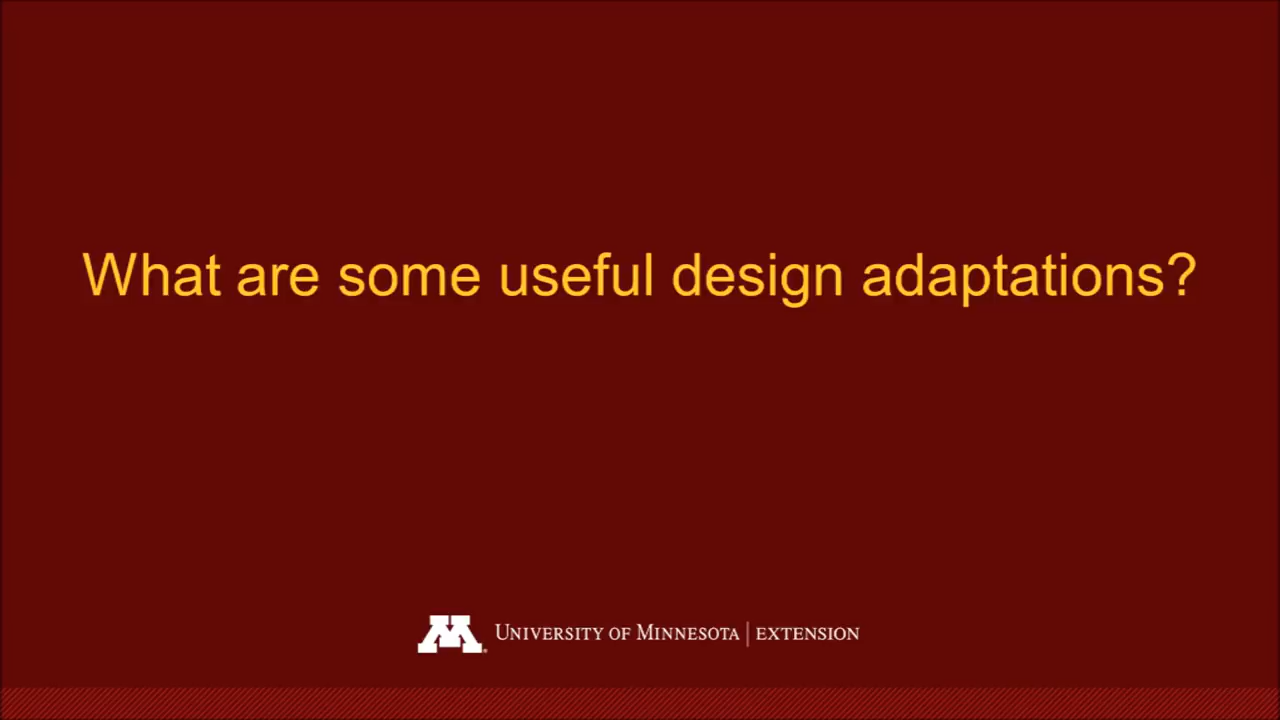 What are some useful design adaptations?
UNIVERSITY OF MINNESOTA | EXTENSION